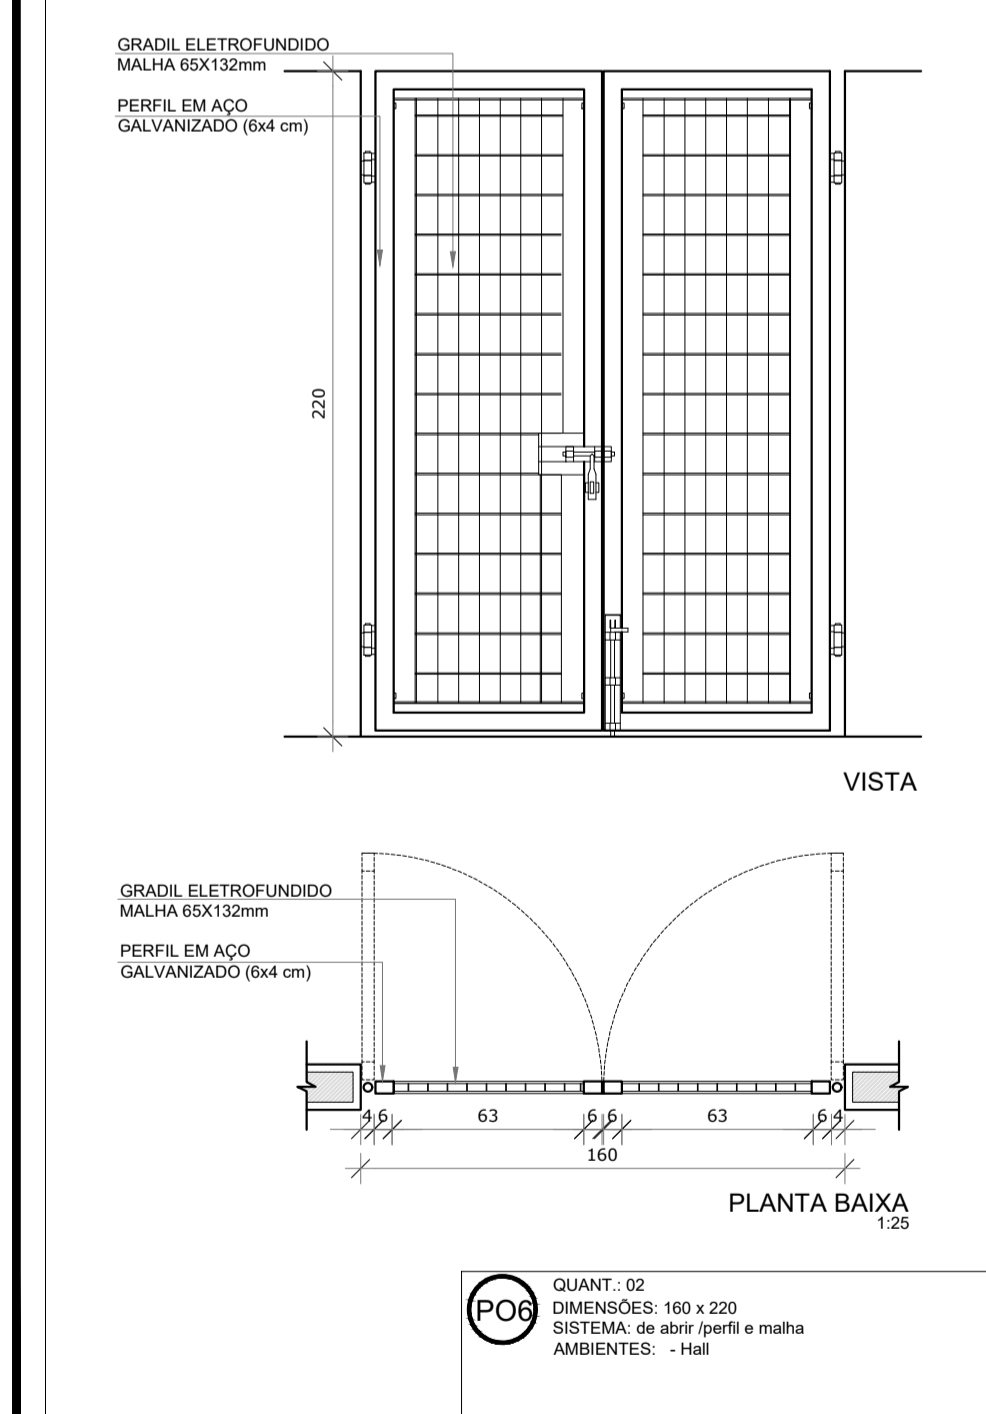 GRADIL ELETROFUNDIDO
MALHA 65X132mm
PERFIL EM AÇO
GALVANIZADO (6x4 cm)
220
VISTA
GRADIL ELETROFUNDIDO
MALHA 65X132mm
PERFIL EM AÇO
GALVANIZADO (6x4 cm)
4 6 63 6 6 63 6 4
160
PLANTA BAIXA
1:25
PO6
QUANT.: 02
DIMENSÕES: 160 x 220
SISTEMA: de abrir /perfil e malha
AMBIENTES: - Hall